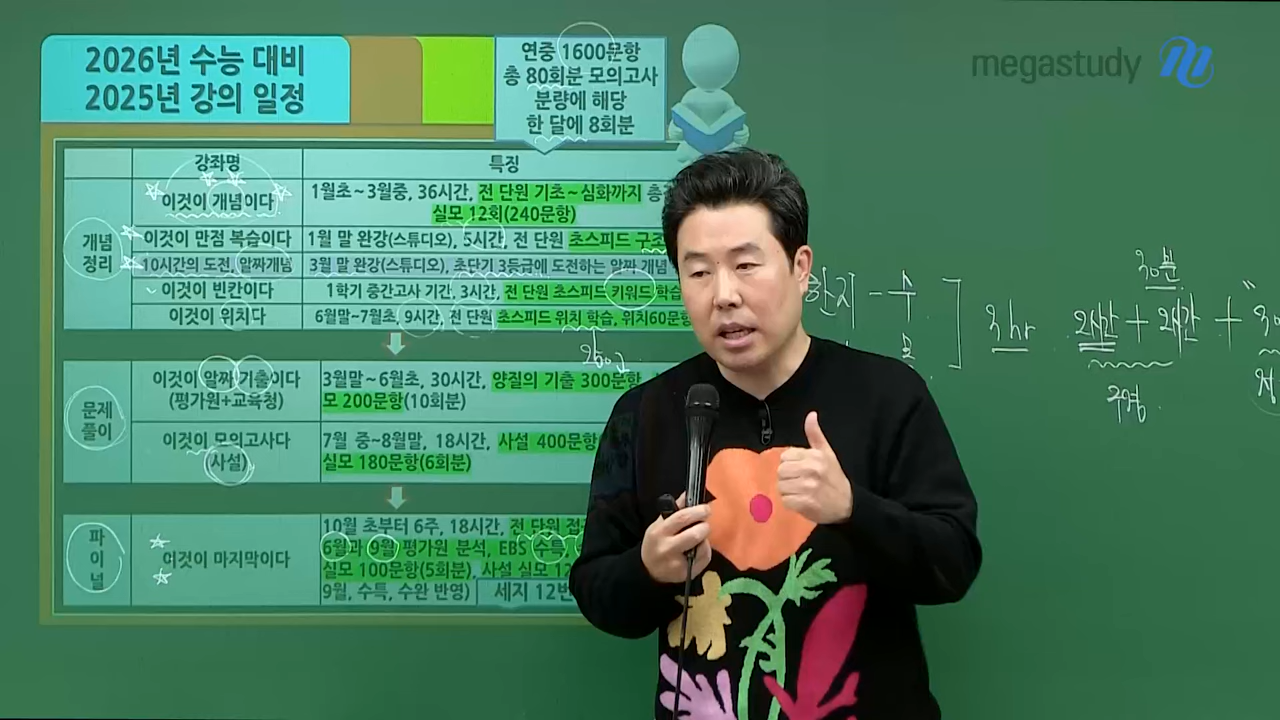 2026년 수능 대비
2025년 강의 일정
연중 1600문항
총 80회분 모의고사
분량에 해당
한 달에 8회분
megastudy
강좌명
특징
개념
정리
이것이 개념이다
1월초~3월중, 36시간, 전 단원 기초~심화까지
실모 12회(240문항)
이것이 만점 복습이다
1월 말 완강(스튜디오), 5시간, 전 단원 초스피드 구조
10시간의 도전, 알짜개념
3월 말 완강(스튜디오), 초단기 3등급에 도전하는 알짜 개념
이것이 빈칸이다
1학기 중간고사 기간, 3시간, 전 단원 초스피드 키워드 학습
이것이 위치다
6월말~7월초, 9시간, 전 단원 초스피드 위치 학습, 위치60문항
문제
풀이
이것이 알짜 기출이다
(평가원+교육청)
3월말~6월초, 30시간, 양질의 기출 300문항,
모 200문항(10회분)
이것이 모의고사다
(사설)
7월 중~8월말, 18시간, 사설 400문항
실모 180문항(6회분)
파
이
널
이것이 마지막이다
10월 초부터 6주, 18시간, 전 단원
6월과 9월 평가원 분석, EBS 수특,
실모 100문항(5회분), 사설 실모
9월, 수특, 수완 반영)
세지 12번
한지 - 수
3hr
30분
2시간 + 2시간 +